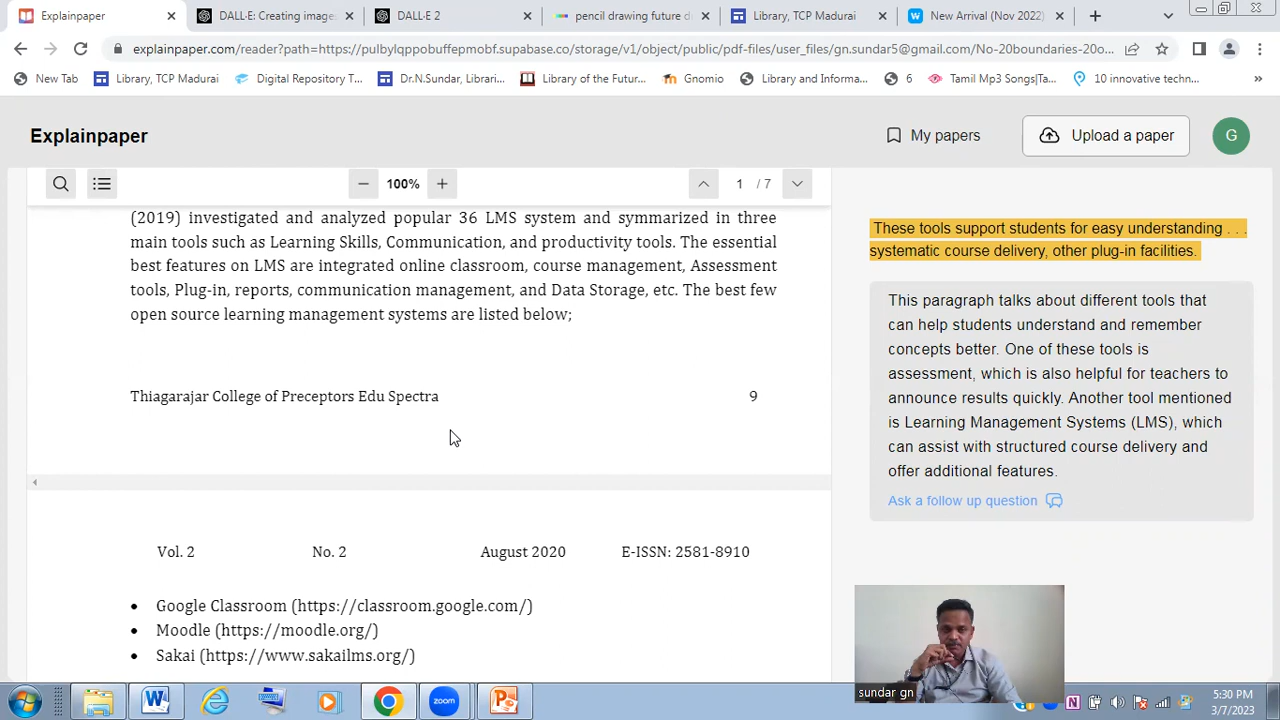 Explainpaper
DALL·E: Creating image
DALL·E 2
pencil drawing future d
Library, TCP Madurai
New Arrival (Nov 2022)
explainpaper.com/reader?path=https://pulbylqppobuffepmobf.supabase.co/storage/v1/object/public/pdf-files/user_files/gn.sundar5@gmail.com/No-20boundaries-20o...
New Tab
Library, TCP Madurai
Digital Repository T...
Dr.N.Sundar, Librari...
Library of the Futur...
Gnomio
Library and Informa...
6
Tamil Mp3 Songs|Ta...
10 innovative techn...
»
Explainpaper
My papers
Upload a paper
G
100%
1 / 7
(2019) investigated and analyzed popular 36 LMS system and summarized in three
main tools such as Learning Skills, Communication, and productivity tools. The essential
best features on LMS are integrated online classroom, course management, Assessment
tools, Plug-in, reports, communication management, and Data Storage, etc. The best few
open source learning management systems are listed below;
Thiagarajar College of Preceptors Edu Spectra 9
Vol. 2 No. 2 August 2020 E-ISSN: 2581-8910
• Google Classroom (https://classroom.google.com/)
• Moodle (https://moodle.org/)
• Sakai (https://www.sakailms.org/)
These tools support students for easy understanding . . .
systematic course delivery, other plug-in facilities.
This paragraph talks about different tools that
can help students understand and remember
concepts better. One of these tools is
assessment, which is also helpful for teachers to
announce results quickly. Another tool mentioned
is Learning Management Systems (LMS), which
can assist with structured course delivery and
offer additional features.
Ask a follow up question
sundar gn
zoom
5:30 PM
3/7/2023